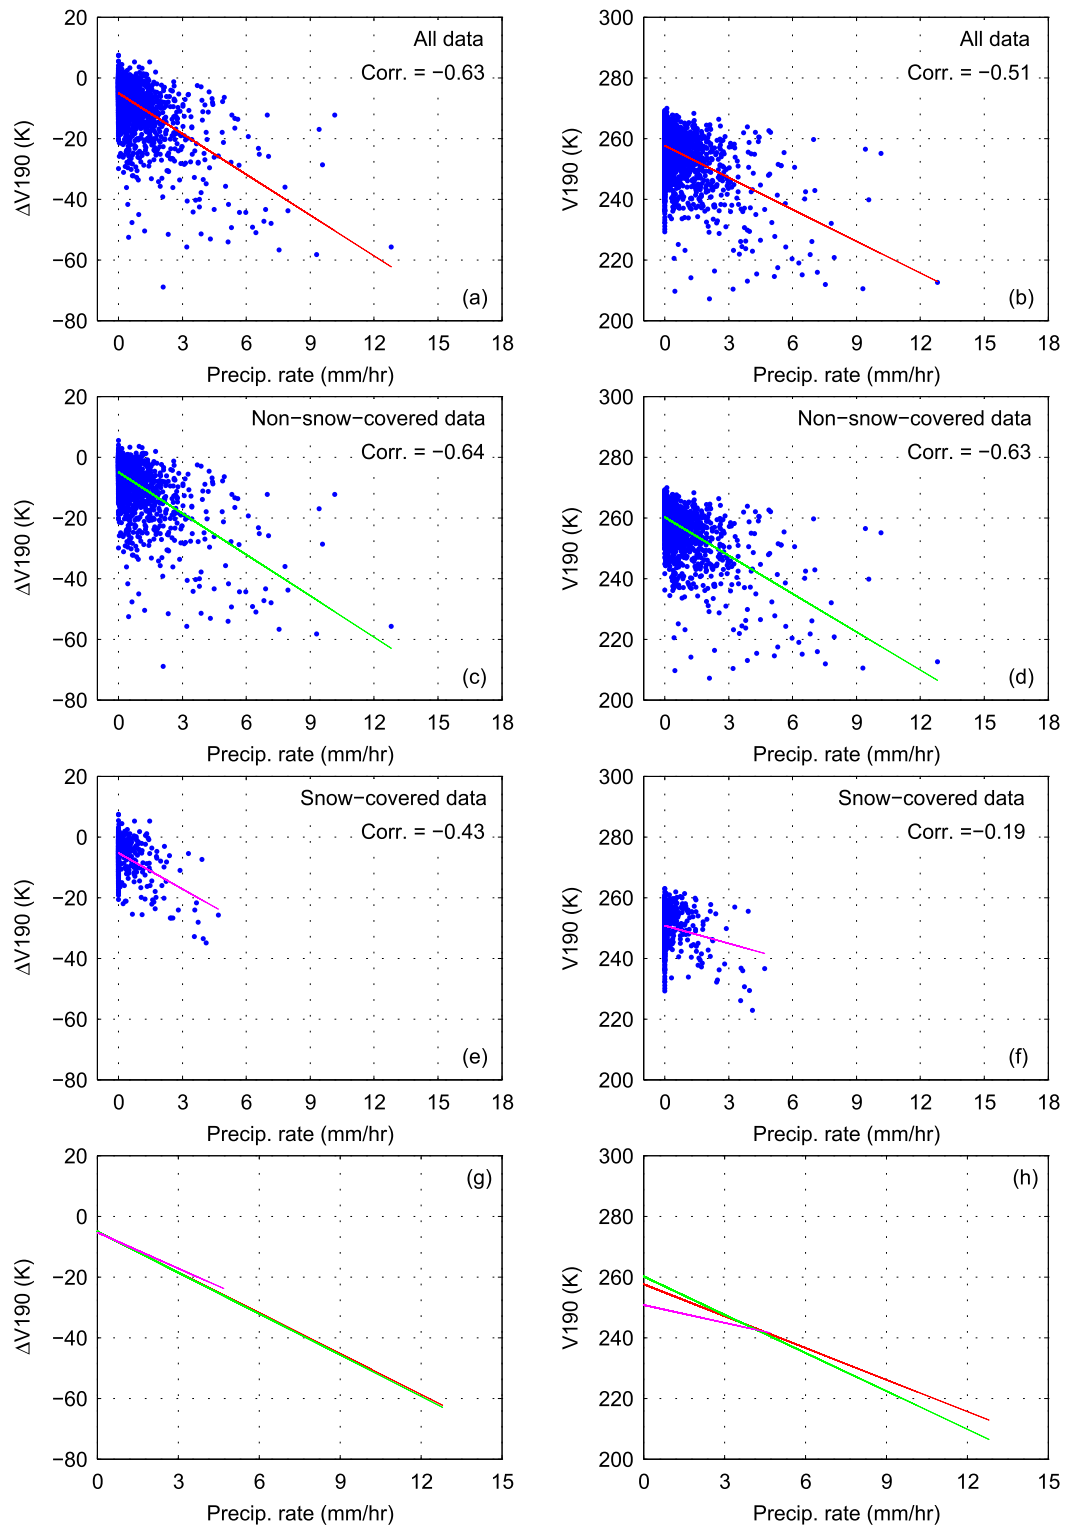 20
0
−20
−40
−60
−80
ΔV190 (K)
All data
Corr. = −0.63
(a)
0 3 6 9 12 15 18
Precip. rate (mm/hr)
300
280
260
240
220
200
V190 (K)
All data
Corr. = −0.51
(b)
0 3 6 9 12 15 18
Precip. rate (mm/hr)
20
0
−20
−40
−60
−80
ΔV190 (K)
Non−snow−covered data
Corr. = −0.64
(c)
0 3 6 9 12 15 18
Precip. rate (mm/hr)
300
280
260
240
220
200
V190 (K)
Non−snow−covered data
Corr. = −0.63
(d)
0 3 6 9 12 15 18
Precip. rate (mm/hr)
20
0
−20
−40
−60
−80
ΔV190 (K)
Snow−covered data
Corr. = −0.43
(e)
0 3 6 9 12 15 18
Precip. rate (mm/hr)
300
280
260
240
220
200
V190 (K)
Snow−covered data
Corr. =−0.19
(f)
0 3 6 9 12 15 18
Precip. rate (mm/hr)
20
0
−20
−40
−60
−80
ΔV190 (K)
(g)
0 3 6 9 12 15
Precip. rate (mm/hr)
300
280
260
240
220
200
V190 (K)
(h)
0 3 6 9 12 15
Precip. rate (mm/hr)